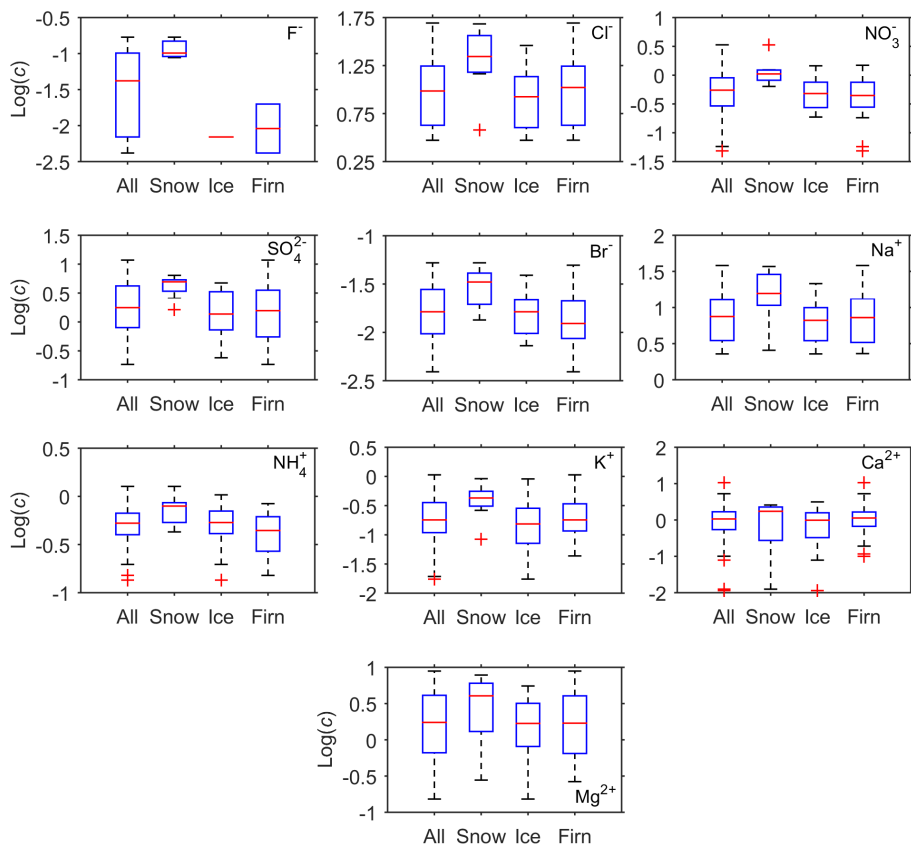 F⁻
Log(c)
-0.5
-1
-1.5
-2
-2.5
All Snow Ice Firn
Cl⁻
1.75
1.25
0.75
0.25
All Snow Ice Firn
NO₃⁻
1
0.5
0
-0.5
-1
-1.5
All Snow Ice Firn
SO₄²⁻
Log(c)
1.5
1
0.5
0
-0.5
-1
All Snow Ice Firn
Br⁻
-1
-1.5
-2
-2.5
All Snow Ice Firn
Na⁺
2
1.5
1
0.5
0
All Snow Ice Firn
NH₄⁺
Log(c)
0.5
0
-0.5
-1
All Snow Ice Firn
K⁺
0.5
0
-0.5
-1
-1.5
-2
All Snow Ice Firn
Ca²⁺
2
1
0
-1
-2
All Snow Ice Firn
Log(c)
1
0.5
0
-0.5
-1
Mg²⁺
All Snow Ice Firn